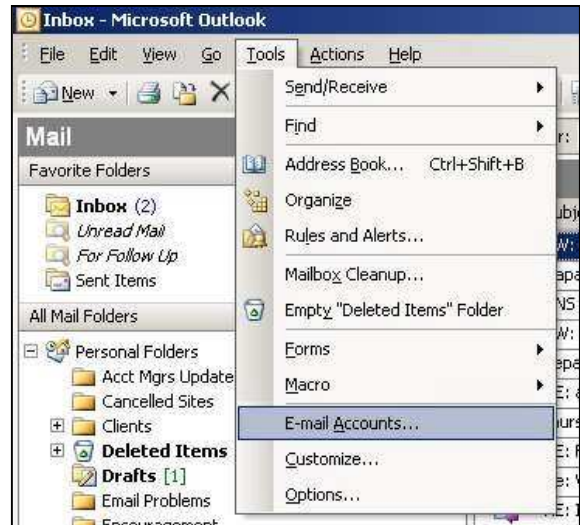 Inbox - Microsoft Outlook
File Edit View Go Tools Actions Help
New
Send/Receive
Find
Address Book... Ctrl+Shift+B
Organize
Rules and Alerts...
Mailbox Cleanup...
Empty "Deleted Items" Folder
Forms
Macro
E-mail Accounts...
Customize...
Options...
Mail
Favorite Folders
Inbox (2)
Unread Mail
For Follow Up
Sent Items
All Mail Folders
Personal Folders
Acct Mgrs Update
Cancelled Sites
Clients
Deleted Items
Drafts [1]
Email Problems